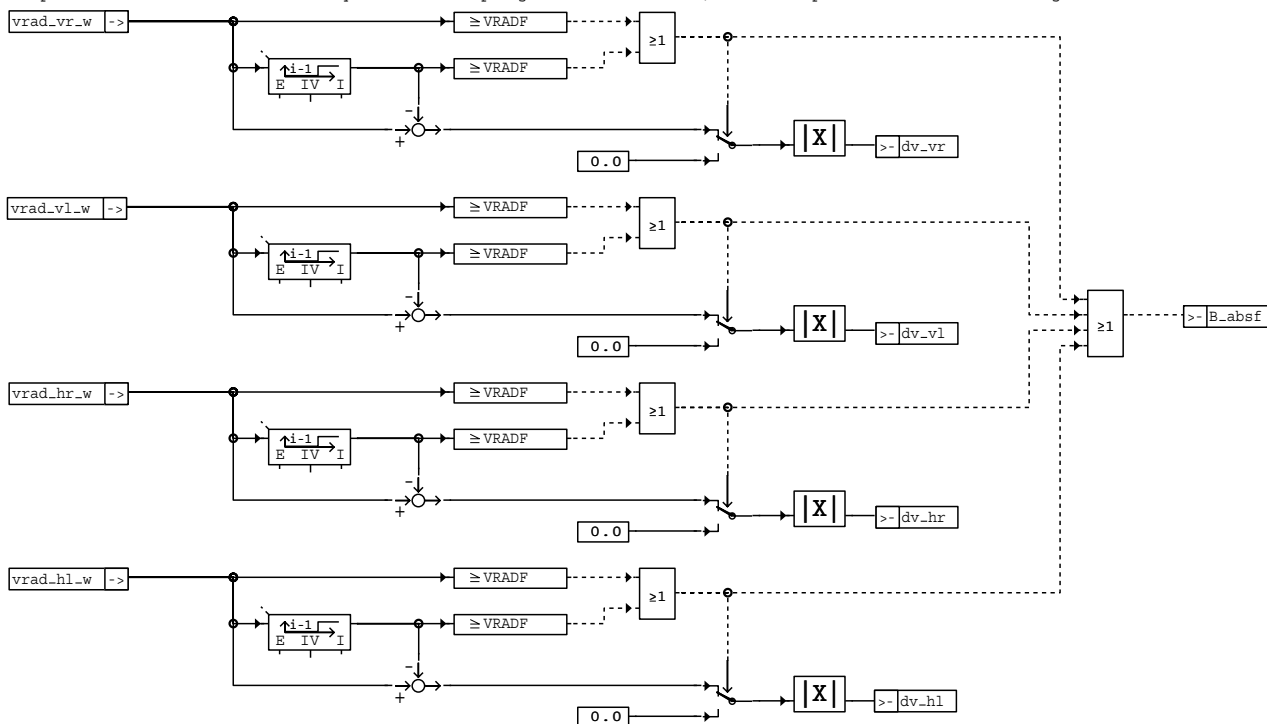 vrad_vr_w ->
≥VRADF
≥1
i-1
E IV I
≥VRADF
-
+
|X|
>- dv_vr
0.0
vrad_vl_w ->
≥VRADF
≥1
i-1
E IV I
≥VRADF
-
+
|X|
>- dv_vl
0.0
≥1
>- B_absf
vrad_hr_w ->
≥VRADF
≥1
i-1
E IV I
≥VRADF
-
+
|X|
>- dv_hr
0.0
vrad_hl_w ->
≥VRADF
≥1
i-1
E IV I
≥VRADF
-
+
|X|
>- dv_hl
0.0